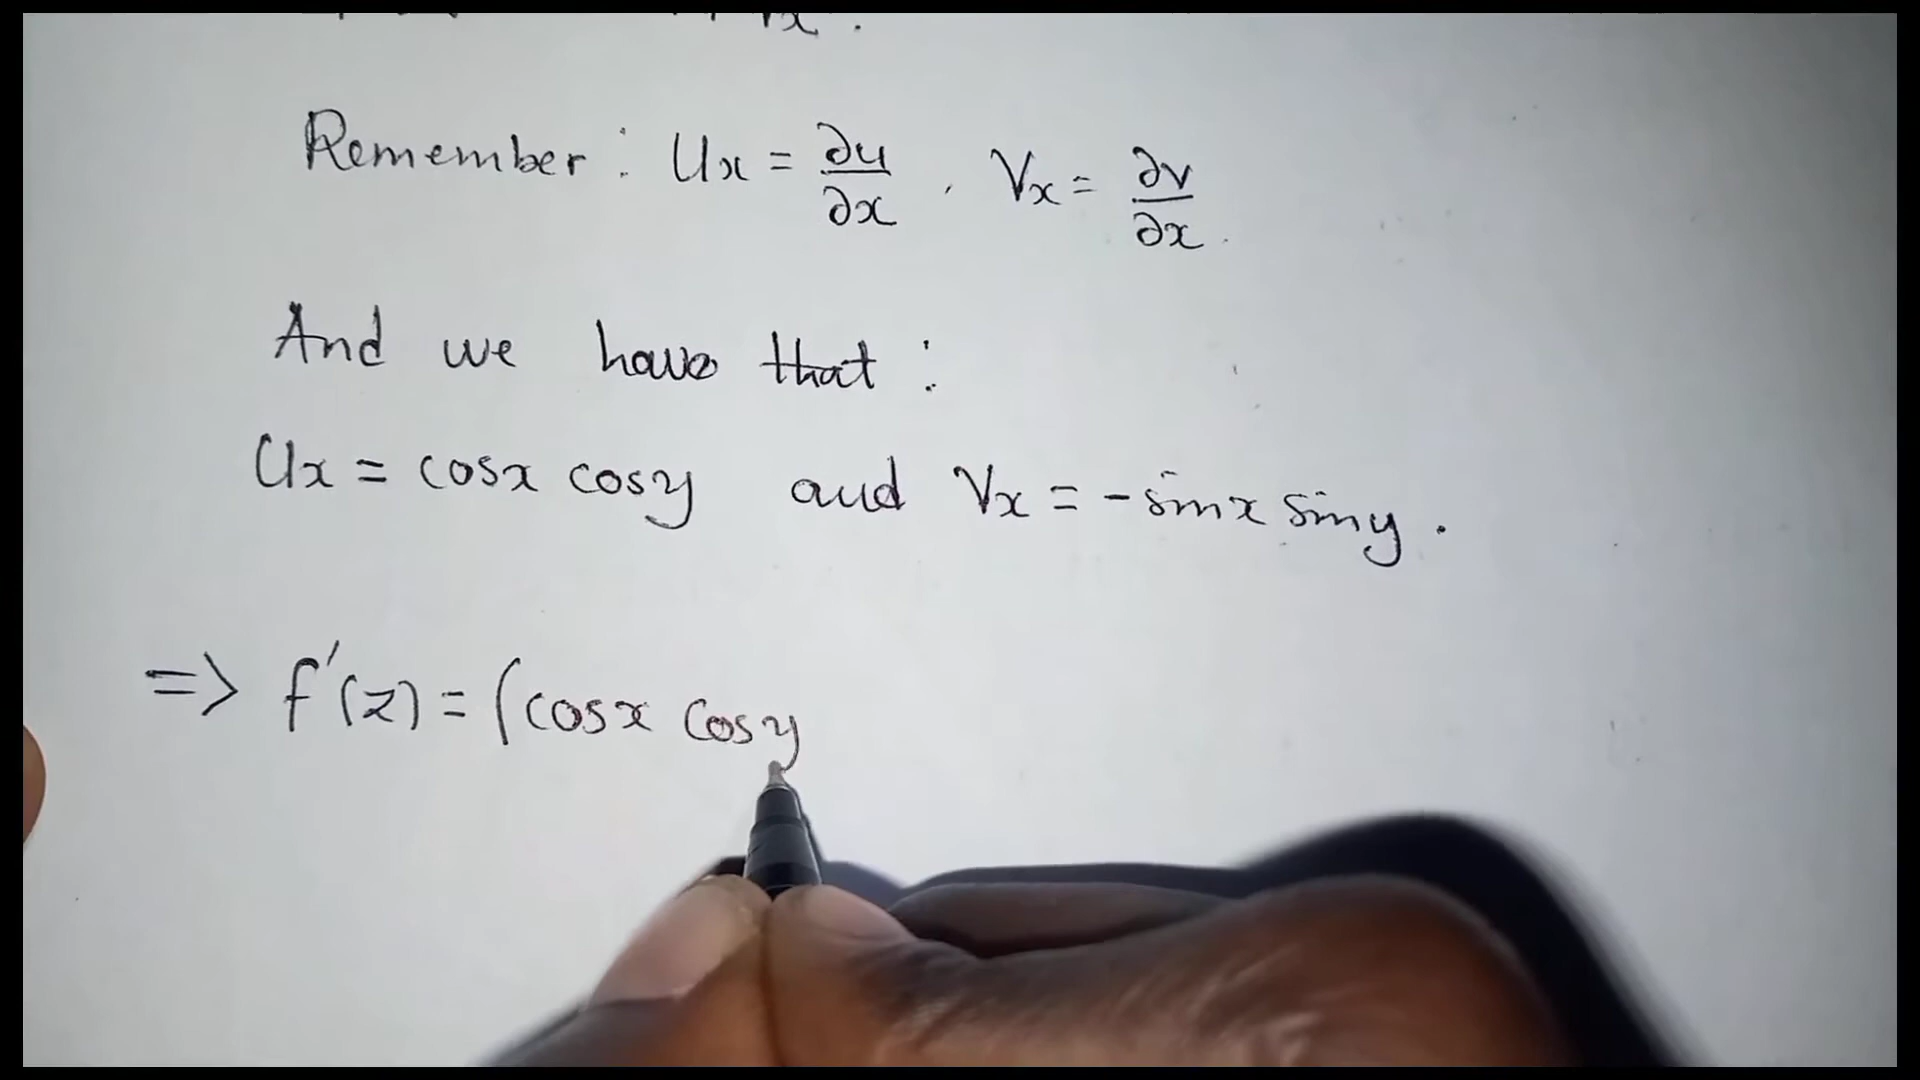 Remember : Ux = ∂u/∂x , Vx = ∂v/∂x .
And we have that :
Ux = cosx cosy and Vx = -sinx siny .
=> f'(z) = (cosx cosy